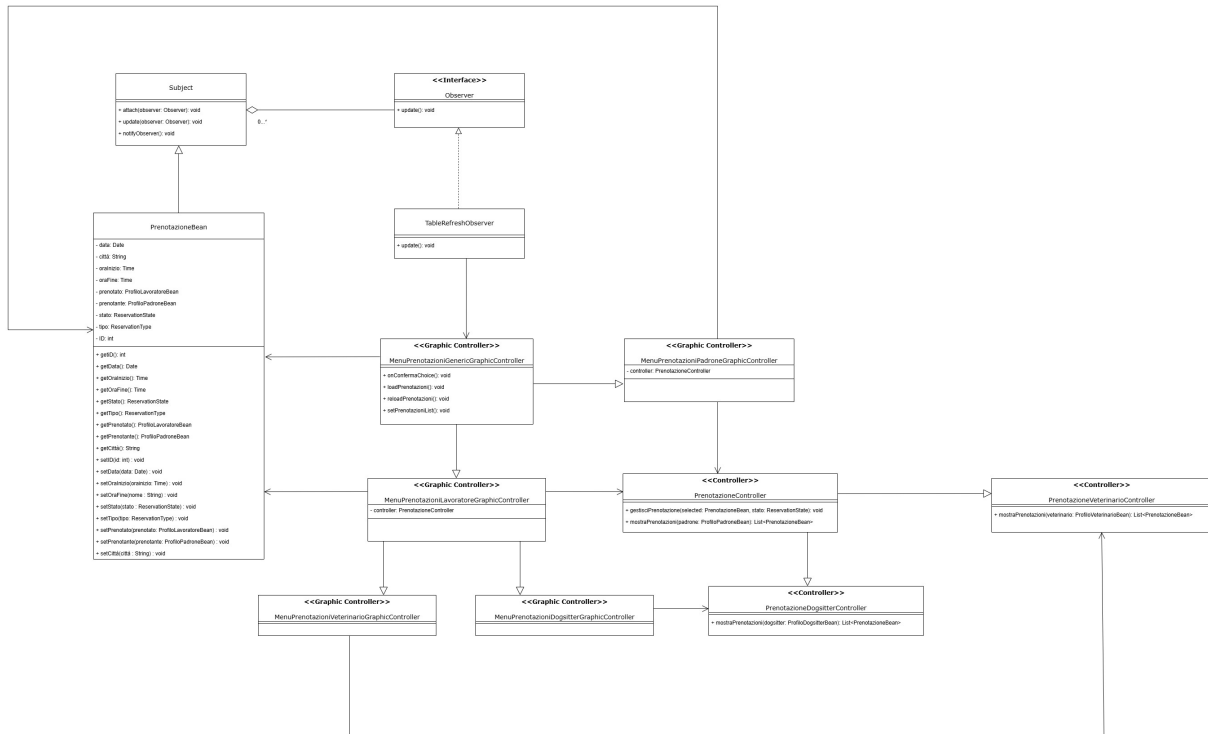 Subject
+ attach(observer: Observer): void
+ update(observer: Observer): void
+ notifyObserver(): void
0...*
<<Interface>>
Observer
+ update(): void
TableRefreshObserver
+ update(): void
PrenotazioneBean
- data: Date
- città: String
- oraInizio: Time
- oraFine: Time
- prenotato: ProfiloLavoratoreBean
- prenotante: ProfiloPadroneBean
- stato: ReservationState
- tipo: ReservationType
- ID: int
+ getID(): int
+ getData(): Date
+ getOraInizio(): Time
+ getOraFine(): Time
+ getStato(): ReservationState
+ getTipo(): ReservationType
+ getPrenotato(): ProfiloLavoratoreBean
+ getPrenotante(): ProfiloPadroneBean
+ getCittà(): String
+ setID(id: int) : void
+ setData(data: Date) : void
+ setOraInizio(orainizio: Time) : void
+ setOraFine(nome : String) : void
+ setStato(stato : ReservationState) : void
+ setTipo(tipo: ReservationType) : void
+ setPrenotato(prenotato: ProfiloLavoratoreBean) : void
+ setPrenotante(prenotante: ProfiloPadroneBean) : void
+ setCittà(città : String) : void
<<Graphic Controller>>
MenuPrenotazioniGenericGraphicController
+ onConfermaChoice(): void
+ loadPrenotazioni(): void
+ reloadPrenotazioni(): void
+ setPrenotazioniList(): void
<<Graphic Controller>>
MenuPrenotazioniPadroneGraphicController
- controller: PrenotazioneController
<<Graphic Controller>>
MenuPrenotazioniLavoratoreGraphicController
- controller: PrenotazioneController
<<Controller>>
PrenotazioneController
+ gestisciPrenotazione(selected: PrenotazioneBean, stato: ReservationState): void
+ mostraPrenotazioni(padrone: ProfiloPadroneBean): List<PrenotazioneBean>
<<Controller>>
PrenotazioneVeterinarioController
+ mostraPrenotazioni(veterinario: ProfiloVeterinarioBean): List<PrenotazioneBean>
<<Graphic Controller>>
MenuPrenotazioniVeterinarioGraphicController
<<Graphic Controller>>
MenuPrenotazioniDogsitterGraphicController
<<Controller>>
PrenotazioneDogsitterController
+ mostraPrenotazioni(dogsitter: ProfiloDogsitterBean): List<PrenotazioneBean>